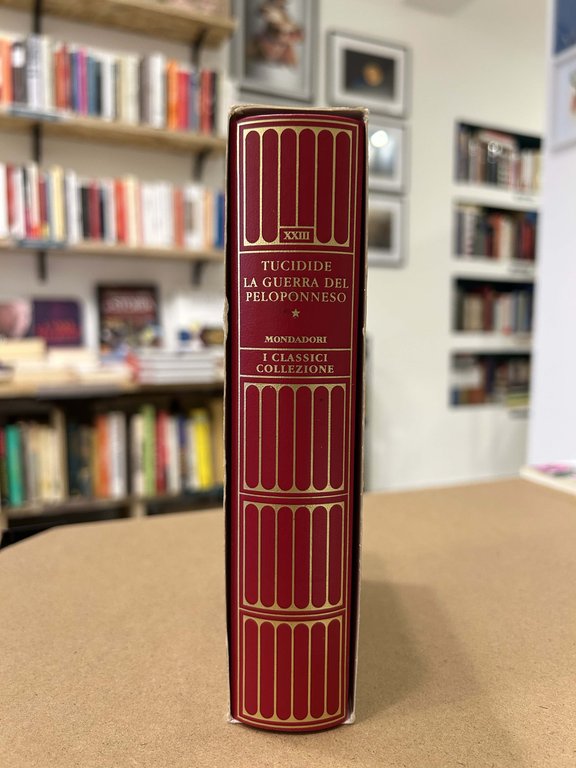 XXIII
TUCIDIDE
LA GUERRA DEL
PELOPONNESO
★
MONDADORI
I CLASSICI
COLLEZIONE